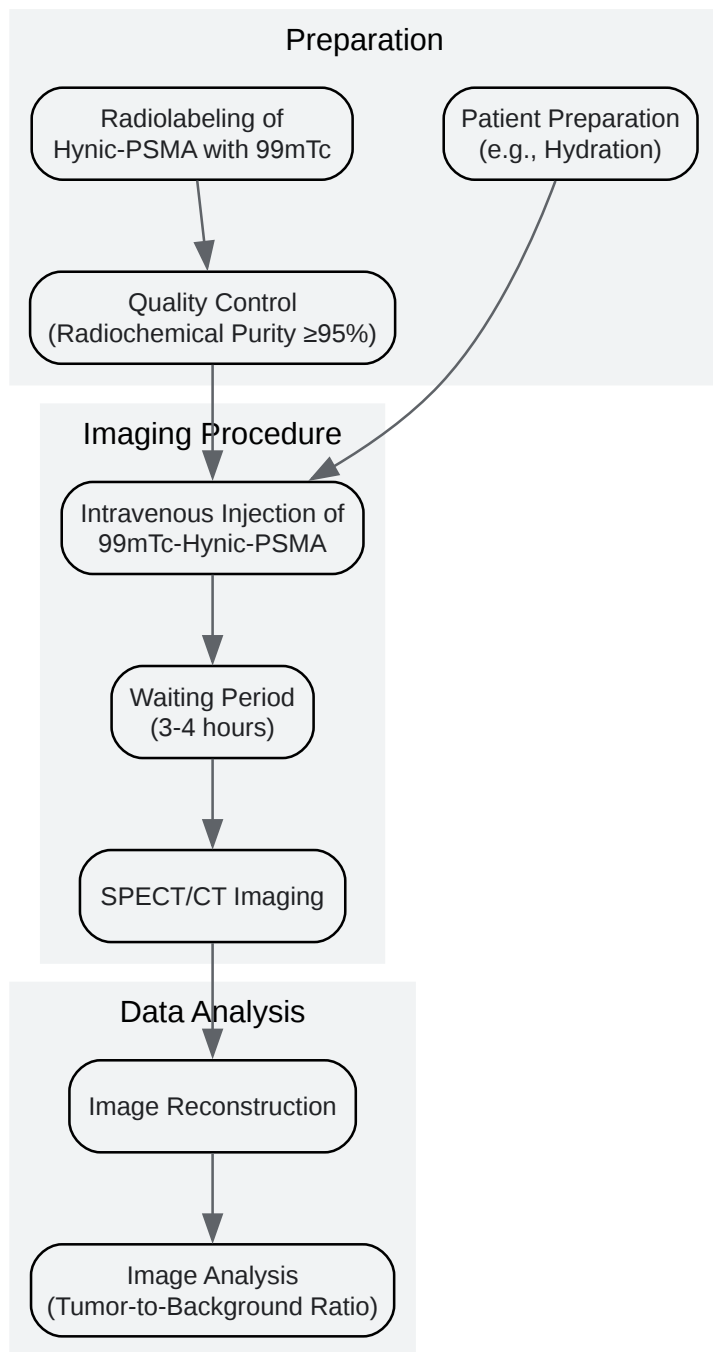 Preparation
Radiolabeling of
Hynic-PSMA with 99mTc
Patient Preparation
(e.g., Hydration)
Quality Control
(Radiochemical Purity ≥95%)
Imaging Procedure
Intravenous Injection of
99mTc-Hynic-PSMA
Waiting Period
(3-4 hours)
SPECT/CT Imaging
Data Analysis
Image Reconstruction
Image Analysis
(Tumor-to-Background Ratio)